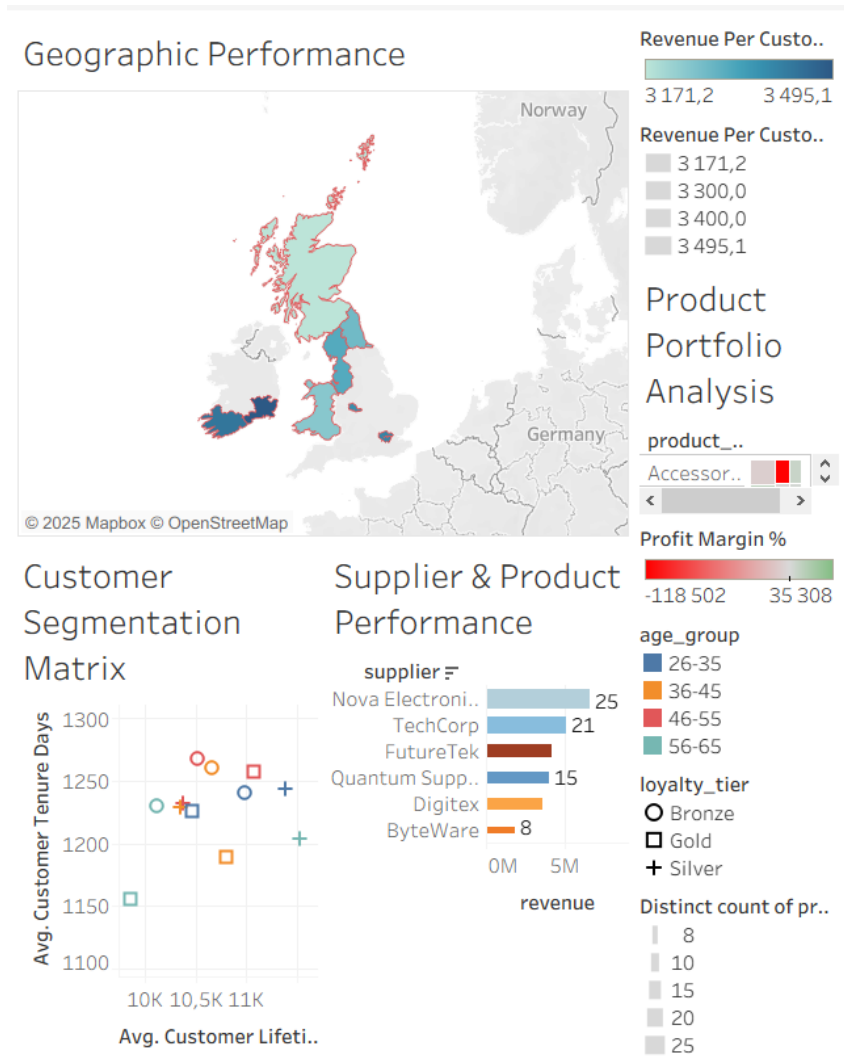 Geographic Performance
Norway
Germany
© 2025 Mapbox © OpenStreetMap
Revenue Per Custo..
3 171,2 3 495,1
Revenue Per Custo..
3 171,2
3 300,0
3 400,0
3 495,1
Product
Portfolio
Analysis
product_..
Accessor..
Profit Margin %
-118 502 35 308
age_group
26-35
36-45
46-55
56-65
loyalty_tier
Bronze
Gold
Silver
Distinct count of pr..
8
10
15
20
25
Customer
Segmentation
Matrix
Avg. Customer Tenure Days
1300
1250
1200
1150
1100
10K 10,5K 11K
Avg. Customer Lifeti..
Supplier & Product
Performance
supplier
Nova Electroni.. 25
TechCorp 21
FutureTek
Quantum Supp.. 15
Digitex
ByteWare 8
0M 5M
revenue